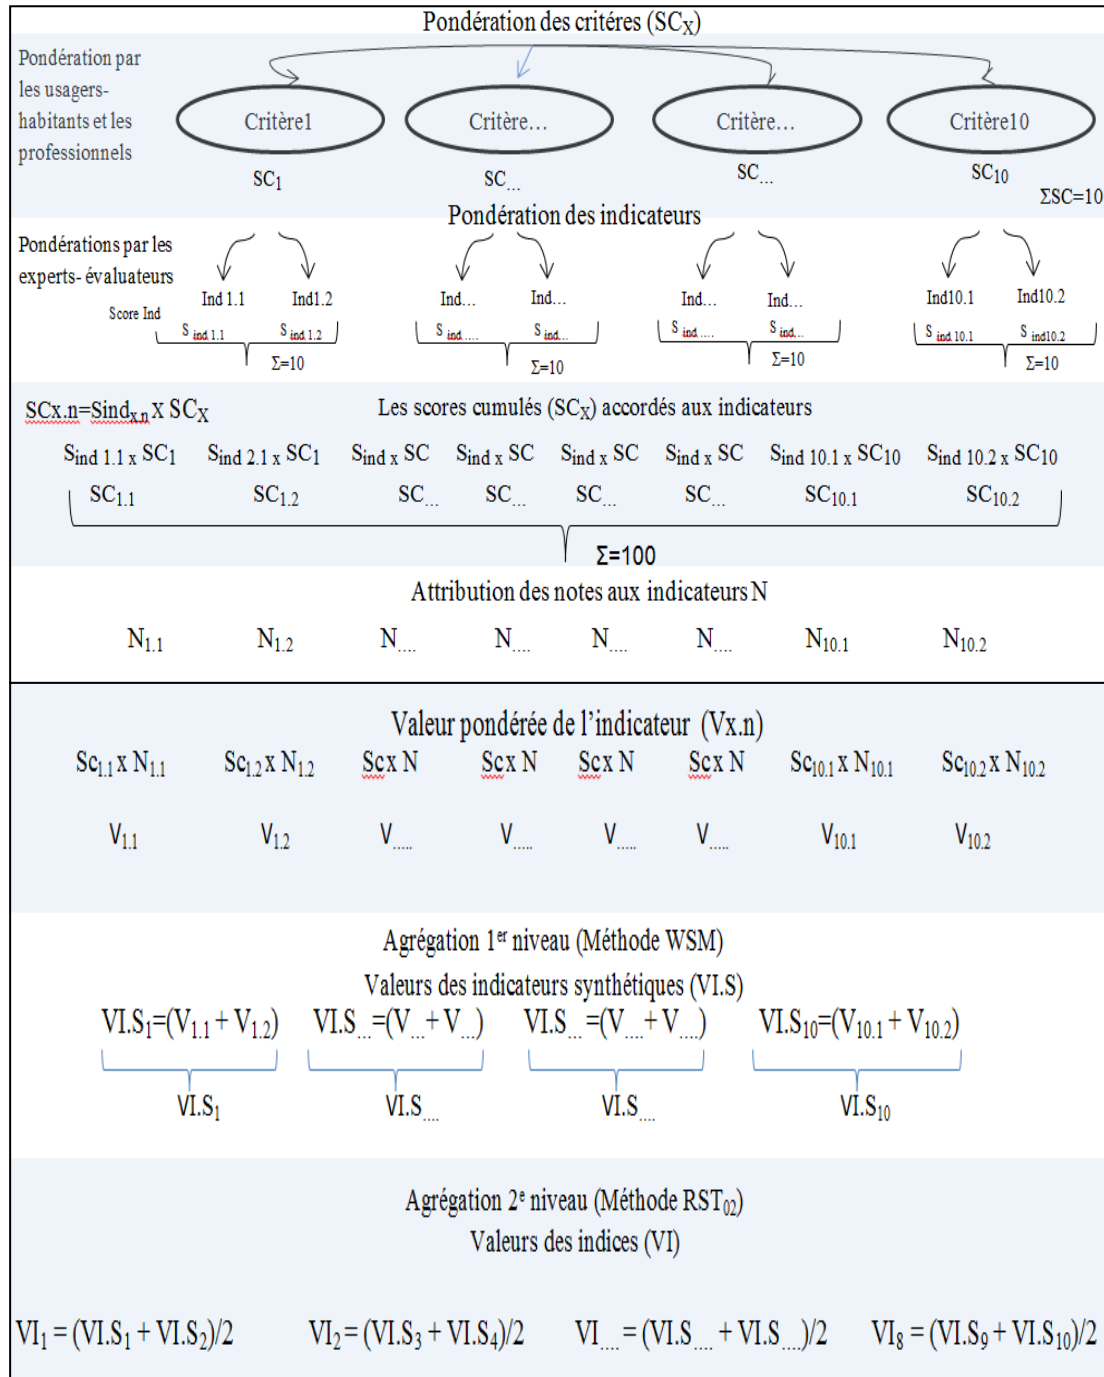 Pondération des critéres (SCX)
Pondération par
les usagers-
habitants et les
professionnels
Critère1 Critère… Critère… Critère10
SC1 SC… SC… SC10
ΣSC=10
Pondération des indicateurs
Pondérations par les
experts- évaluateurs
Ind 1.1 Ind1.2 Ind… Ind… Ind… Ind… Ind10.1 Ind10.2
Score Ind
S ind 1.1 S ind 1.2 S ind….. S ind… S ind….. S ind… S ind 10.1 S ind10.2
Σ=10 Σ=10 Σ=10 Σ=10
SCx.n=Sindx.n x SCX Les scores cumulés (SCX) accordés aux indicateurs
Sind 1.1 x SC1 Sind 2.1 x SC1 Sind x SC Sind x SC Sind x SC Sind x SC Sind 10.1 x SC10 Sind 10.2 x SC10
SC1.1 SC1.2 SC… SC… SC… SC… SC10.1 SC10.2
Σ=100
Attribution des notes aux indicateurs N
N1.1 N1.2 N…. N…. N…. N…. N10.1 N10.2
Valeur pondérée de l’indicateur (Vx.n)
Sc1.1 x N1.1 Sc1.2 x N1.2 Scx N Scx N Scx N Scx N Sc10.1 x N10.1 Sc10.2 x N10.2
V1.1 V1.2 V….. V….. V….. V….. V10.1 V10.2
Agrégation 1er niveau (Méthode WSM)
Valeurs des indicateurs synthétiques (VI.S)
VI.S1=(V1.1 + V1.2) VI.S…=(V… + V…) VI.S…=(V…. + V….) VI.S10=(V10.1 + V10.2)
VI.S1 VI.S…. VI.S…. VI.S10
Agrégation 2e niveau (Méthode RST02)
Valeurs des indices (VI)
VI1 = (VI.S1 + VI.S2)/2 VI2 = (VI.S3 + VI.S4)/2 VI…. = (VI.S…. + VI.S….)/2 VI8 = (VI.S9 + VI.S10)/2